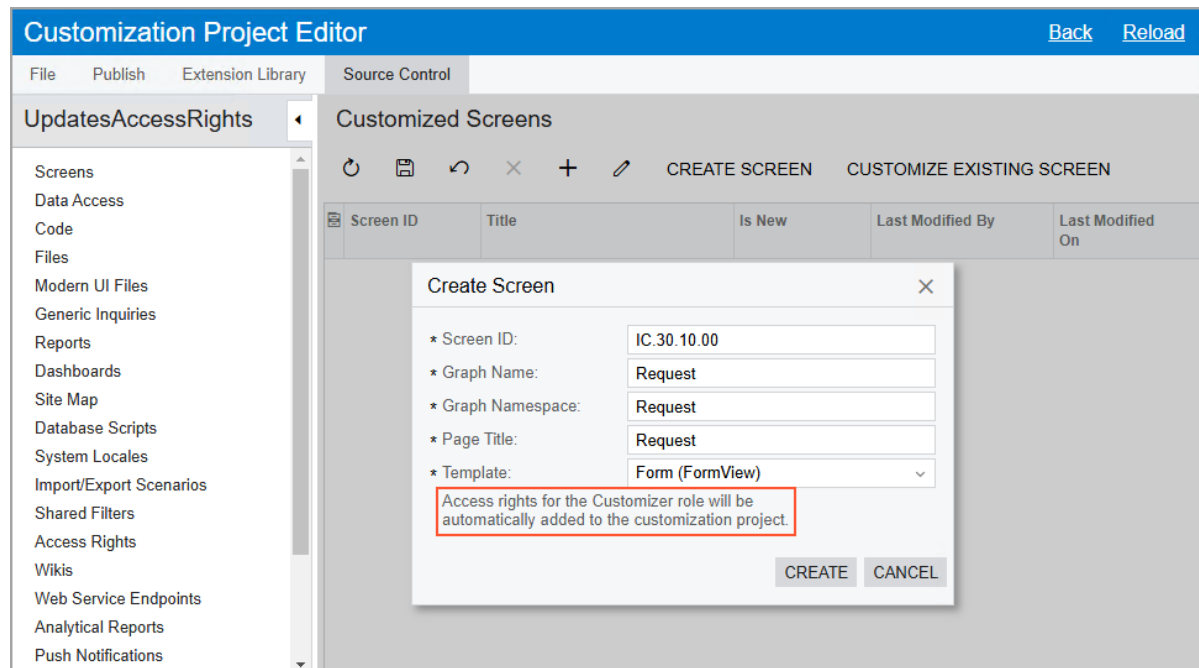 Customization Project Editor Back Reload
File Publish Extension Library Source Control
UpdatesAccessRights
Screens
Data Access
Code
Files
Modern UI Files
Generic Inquiries
Reports
Dashboards
Site Map
Database Scripts
System Locales
Import/Export Scenarios
Shared Filters
Access Rights
Wikis
Web Service Endpoints
Analytical Reports
Push Notifications
Customized Screens
CREATE SCREEN CUSTOMIZE EXISTING SCREEN
Screen ID Title Is New Last Modified By Last Modified
On
Create Screen
* Screen ID: IC.30.10.00
* Graph Name: Request
* Graph Namespace: Request
* Page Title: Request
* Template: Form (FormView)
Access rights for the Customizer role will be
automatically added to the customization project.
CREATE CANCEL